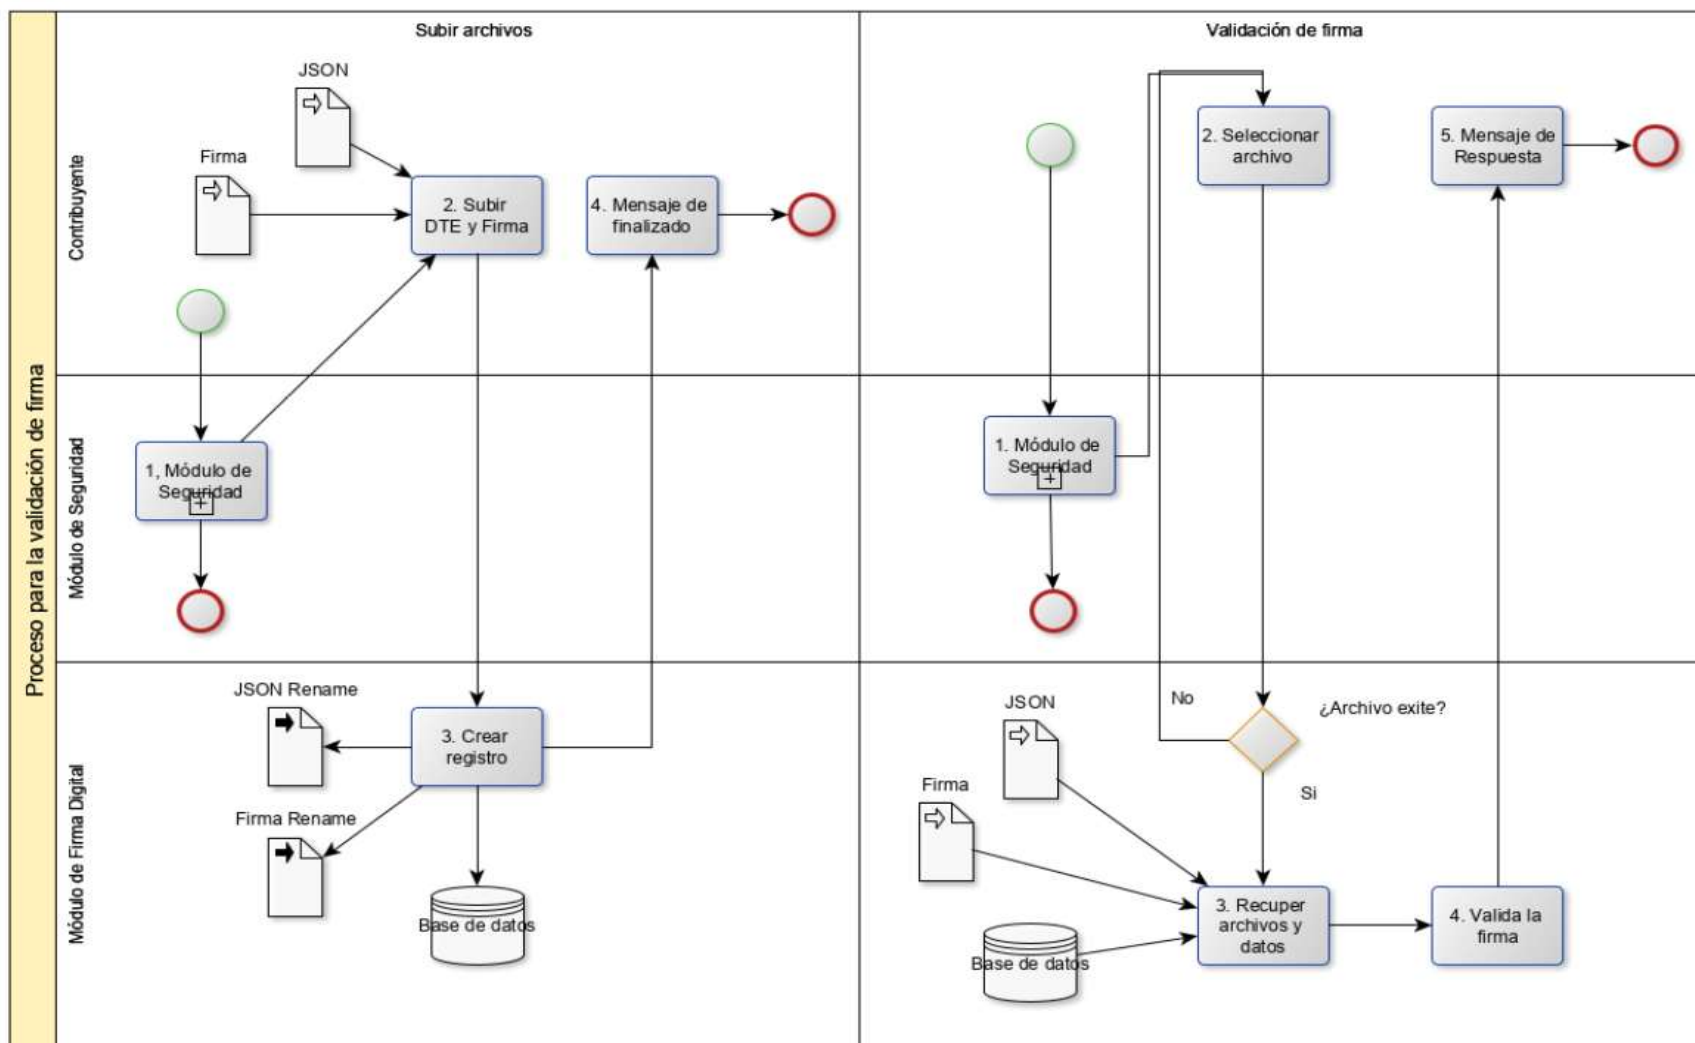 Proceso para la validación de firma
Subir archivos
Validación de firma
Contribuyente
JSON
Firma
2. Subir
DTE y Firma
4. Mensaje de
finalizado
2. Seleccionar
archivo
5. Mensaje de
Respuesta
Módulo de Seguridad
1, Módulo de
Seguridad
1. Módulo de
Seguridad
Módulo de Firma Digital
JSON Rename
3. Crear
registro
Firma Rename
Base de datos
No
¿Archivo exite?
Si
JSON
Firma
Base de datos
3. Recuper
archivos y
datos
4. Valida la
firma